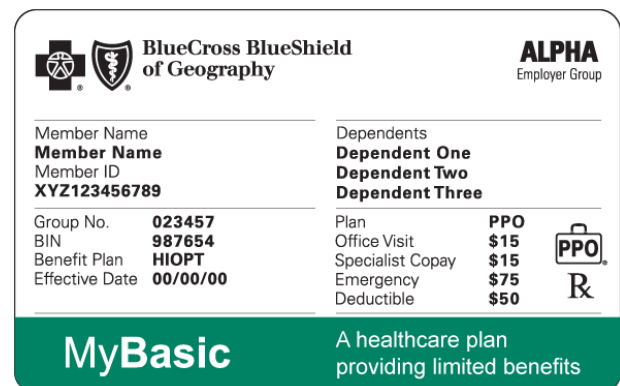 BlueCross BlueShield
of Geography
ALPHA
Employer Group
Member Name
Member Name
Member ID
XYZ123456789
Dependents
Dependent One
Dependent Two
Dependent Three
Group No. 023457
BIN 987654
Benefit Plan HIOPT
Effective Date 00/00/00
Plan PPO
Office Visit $15
Specialist Copay $15
Emergency $75
Deductible $50
PPO®
Rx
MyBasic
A healthcare plan
providing limited benefits